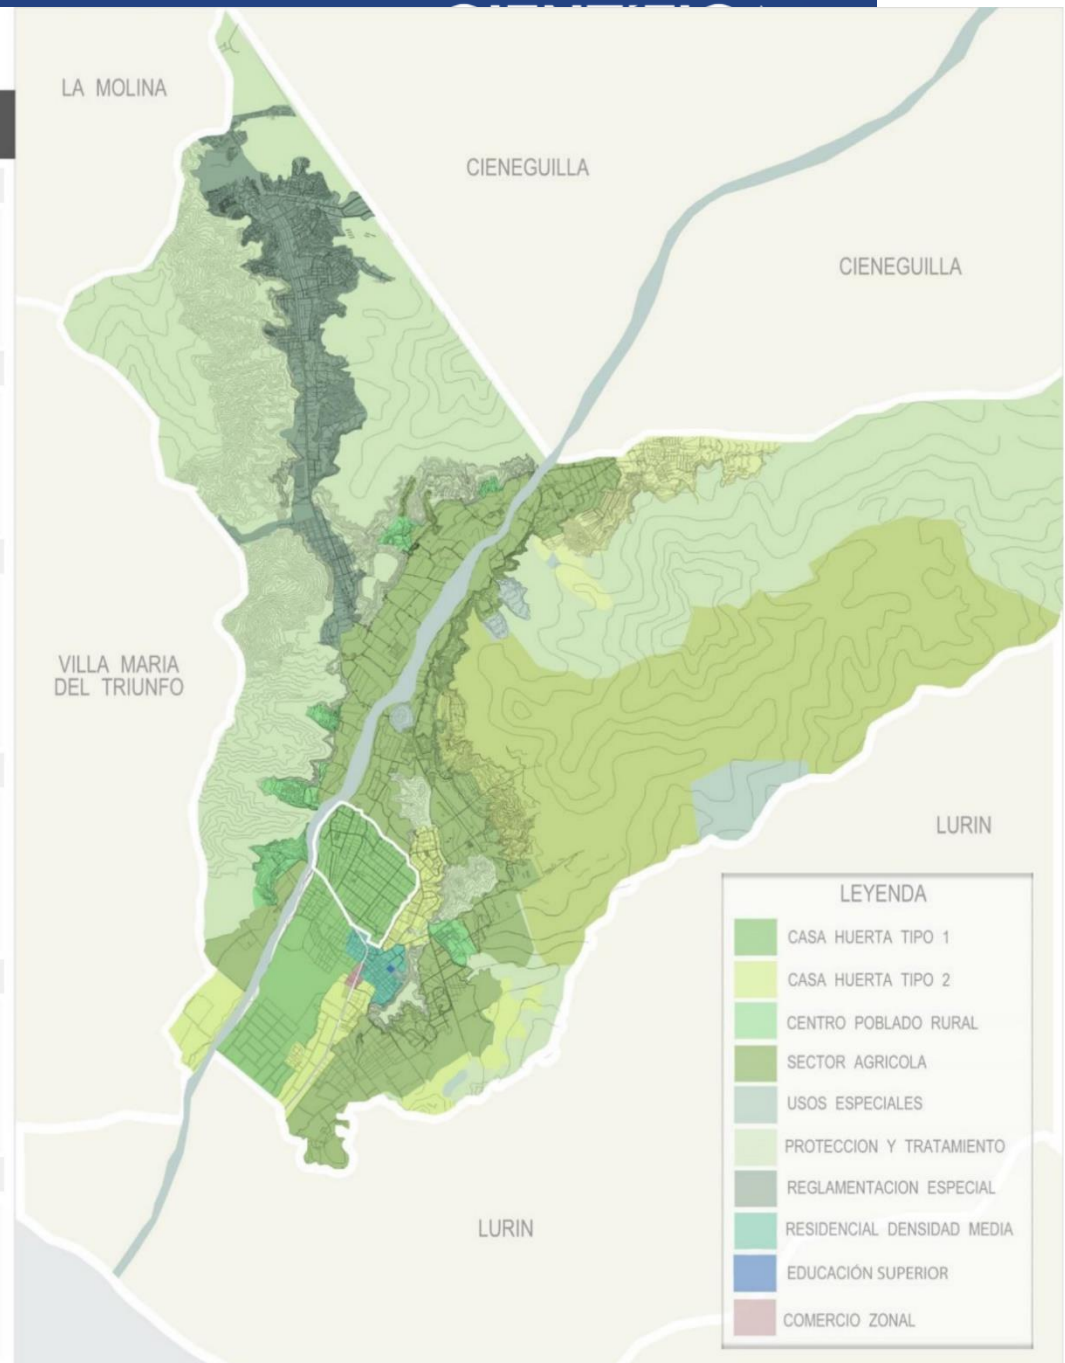 LA MOLINA
CIENEGUILLA
CIENEGUILLA
VILLA MARIA
DEL TRIUNFO
LURIN
LEYENDA
CASA HUERTA TIPO 1
CASA HUERTA TIPO 2
CENTRO POBLADO RURAL
SECTOR AGRICOLA
USOS ESPECIALES
PROTECCION Y TRATAMIENTO
REGLAMENTACION ESPECIAL
RESIDENCIAL DENSIDAD MEDIA
EDUCACIÓN SUPERIOR
COMERCIO ZONAL
LURIN